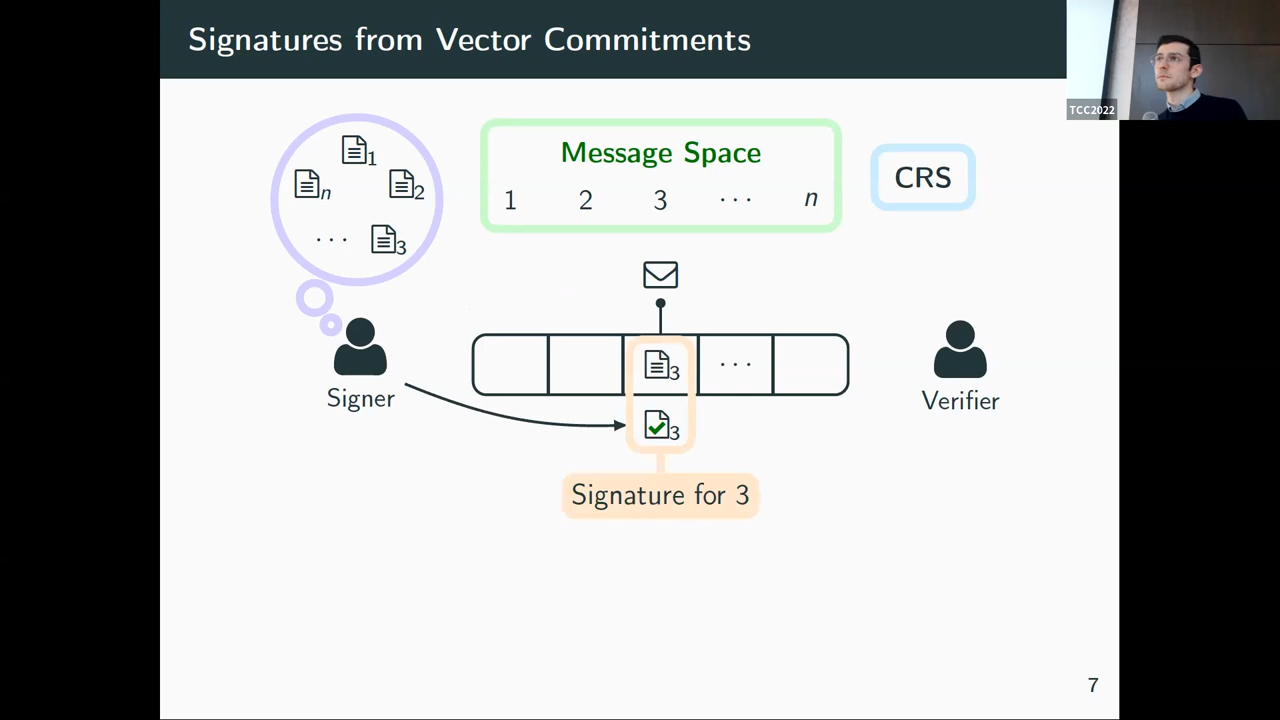 Signatures from Vector Commitments
TCC2022
1
n
2
· · ·
3
Message Space
1 2 3 · · · n
CRS
3
· · ·
3
Signer
Verifier
Signature for 3
7